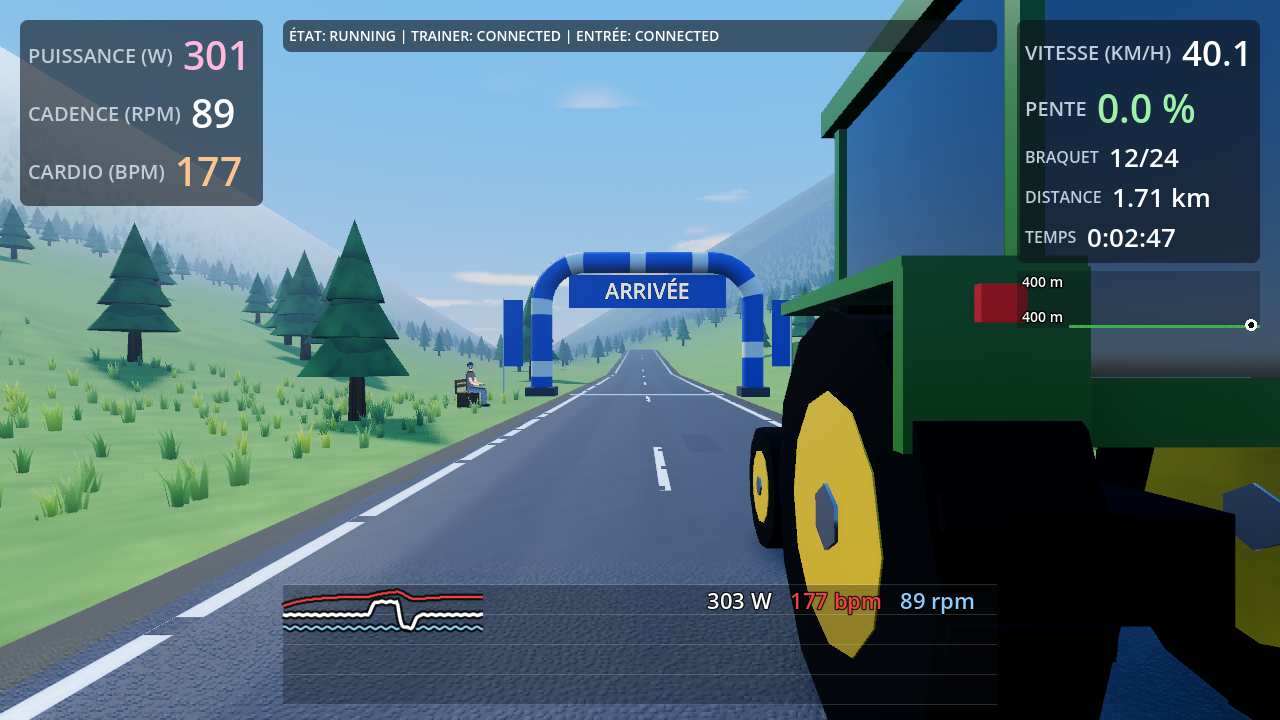 PUISSANCE (W) 301
CADENCE (RPM) 89
CARDIO (BPM) 177
ÉTAT: RUNNING | TRAINER: CONNECTED | ENTRÉE: CONNECTED
VITESSE (KM/H) 40.1
PENTE 0.0 %
BRAQUET 12/24
DISTANCE 1.71 km
TEMPS 0:02:47
400 m
400 m
ARRIVÉE
303 W 177 bpm 89 rpm